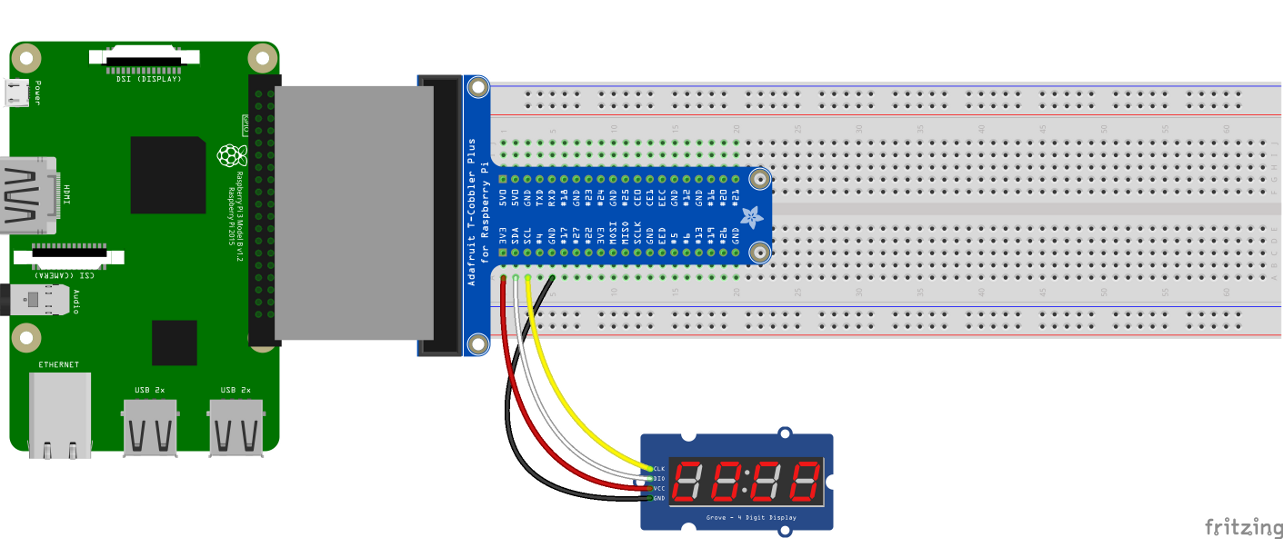 DSI (DISPLAY)
Power
HDMI
GPIO
Raspberry Pi 3 Model B v1.2
Raspberry Pi 2015
CSI (CAMERA)
Audio
ETHERNET
USB 2x
USB 2x
Adafruit T-Cobbler Plus
for Raspberry Pi
1 5 10 15 20 25 30 35 40 45 50 55 60
5V0 5V0 GND TXD RXD #18 GND #23 #24 GND #25 CE0 CE1 EEC GND #12 GND #16 #20 #21
3V3 SDA SCL #4 GND #17 #27 #22 3V3 MOSI MISO SCLK GND EED #5 #6 #13 #19 #26 GND
5 10 15 20 25 30 35 40 45 50 55 60
CLK
DIO
VCC
GND
Grove - 4 Digit Display
fritzing